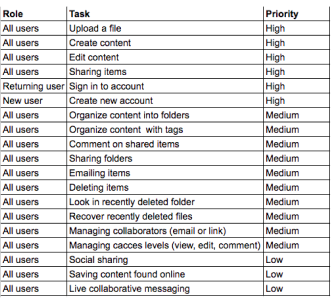 Role Task Priority
All users Upload a file High
All users Create content High
All users Edit content High
All users Sharing items High
Returning user Sign in to account High
New user Create new account High
All users Organize content into folders Medium
All users Organize content with tags Medium
All users Comment on shared items Medium
All users Sharing folders Medium
All users Emailing items Medium
All users Deleting items Medium
All users Look in recently deleted folder Medium
All users Recover recently deleted files Medium
All users Managing collaborators (email or link) Medium
All users Managing cacces levels (view, edit, comment) Medium
All users Social sharing Low
All users Saving content found online Low
All users Live collaborative messaging Low